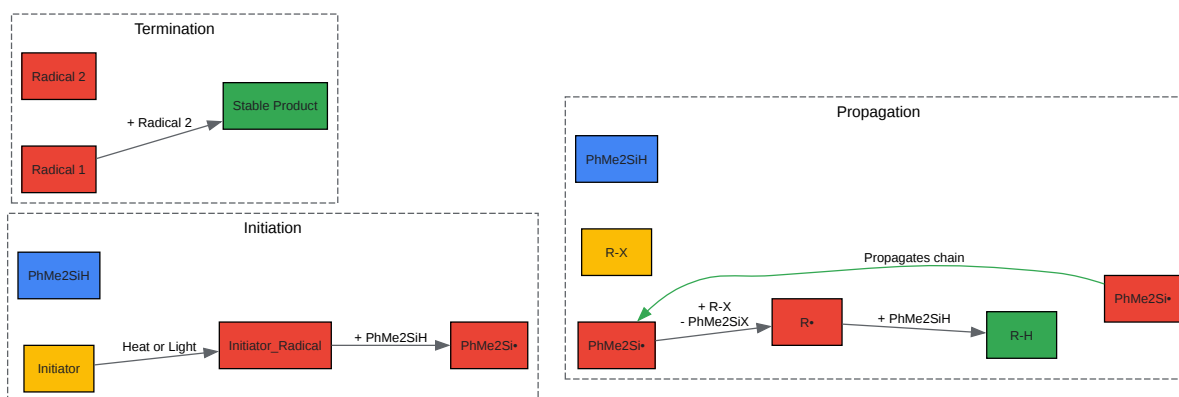 Termination
Radical 2
Stable Product
+ Radical 2
Radical 1
Initiation
PhMe2SiH
Heat or Light
Initiator
Initiator_Radical
+ PhMe2SiH
PhMe2Si•
Propagation
PhMe2SiH
R-X
Propagates chain
PhMe2Si•
+ R-X
- PhMe2SiX
PhMe2Si•
R•
+ PhMe2SiH
R-H